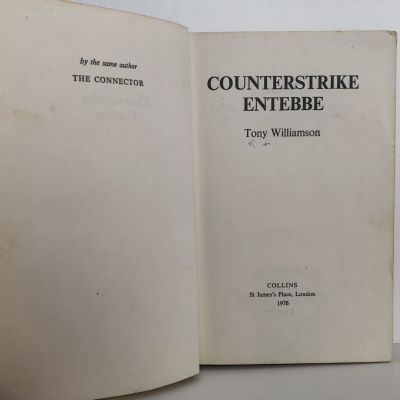 by the same author
THE CONNECTOR
COUNTERSTRIKE
ENTEBBE
Tony Williamson
COLLINS
St James's Place, London
1976